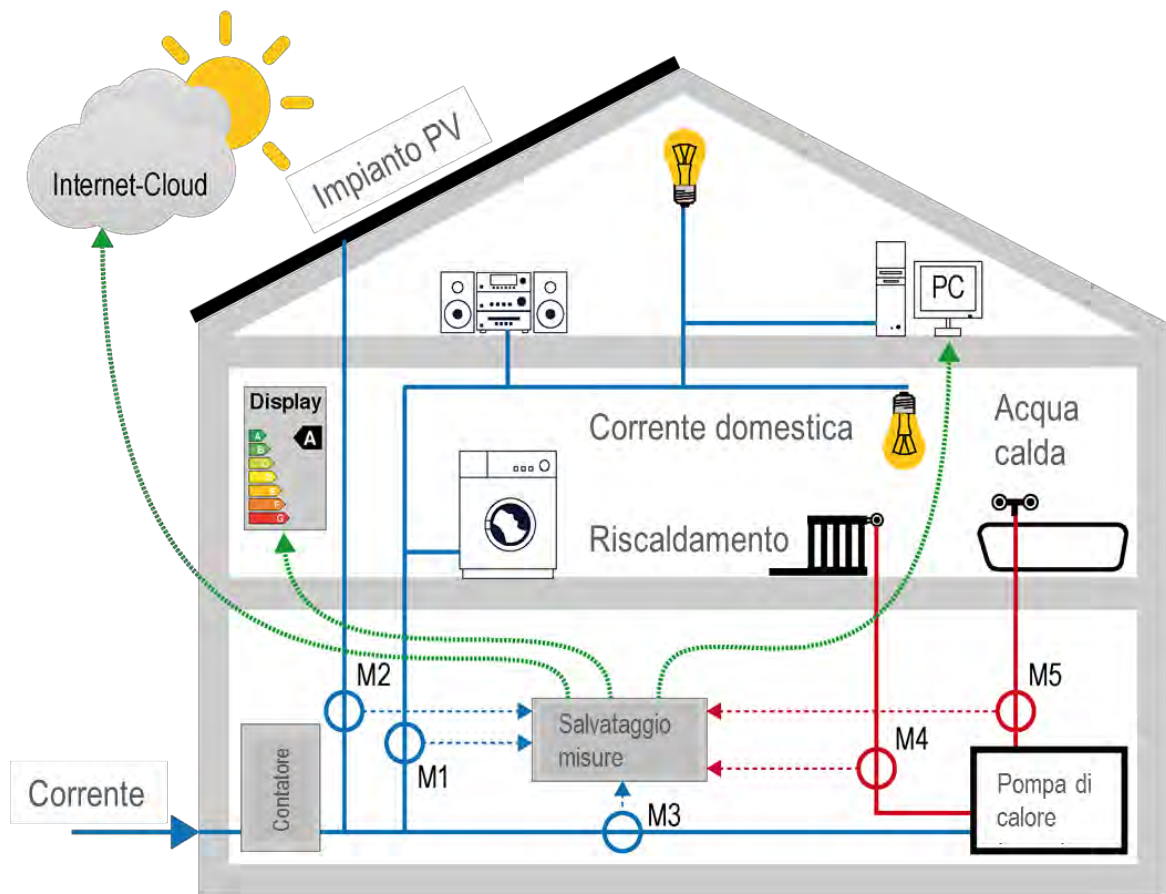 Internet-Cloud
Impianto PV
PC
Display
A
A
B
G
Corrente domestica
Acqua
calda
Riscaldamento
M2
M5
Salvataggio
misure
M4
M1
Contatore
Corrente
M3
Pompa di
calore